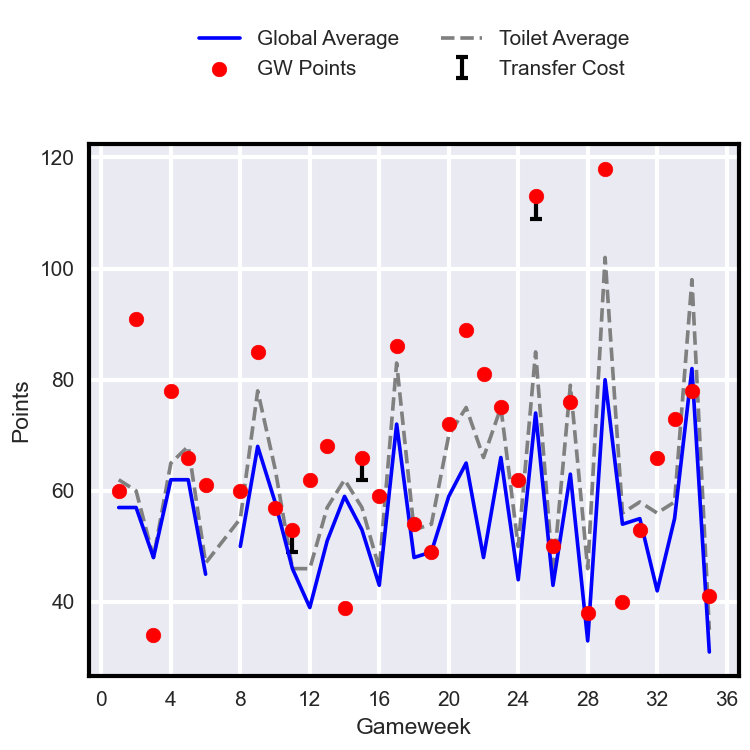 Global Average Toilet Average
GW Points Transfer Cost
120
100
80
60
40
Points
0 4 8 12 16 20 24 28 32 36
Gameweek